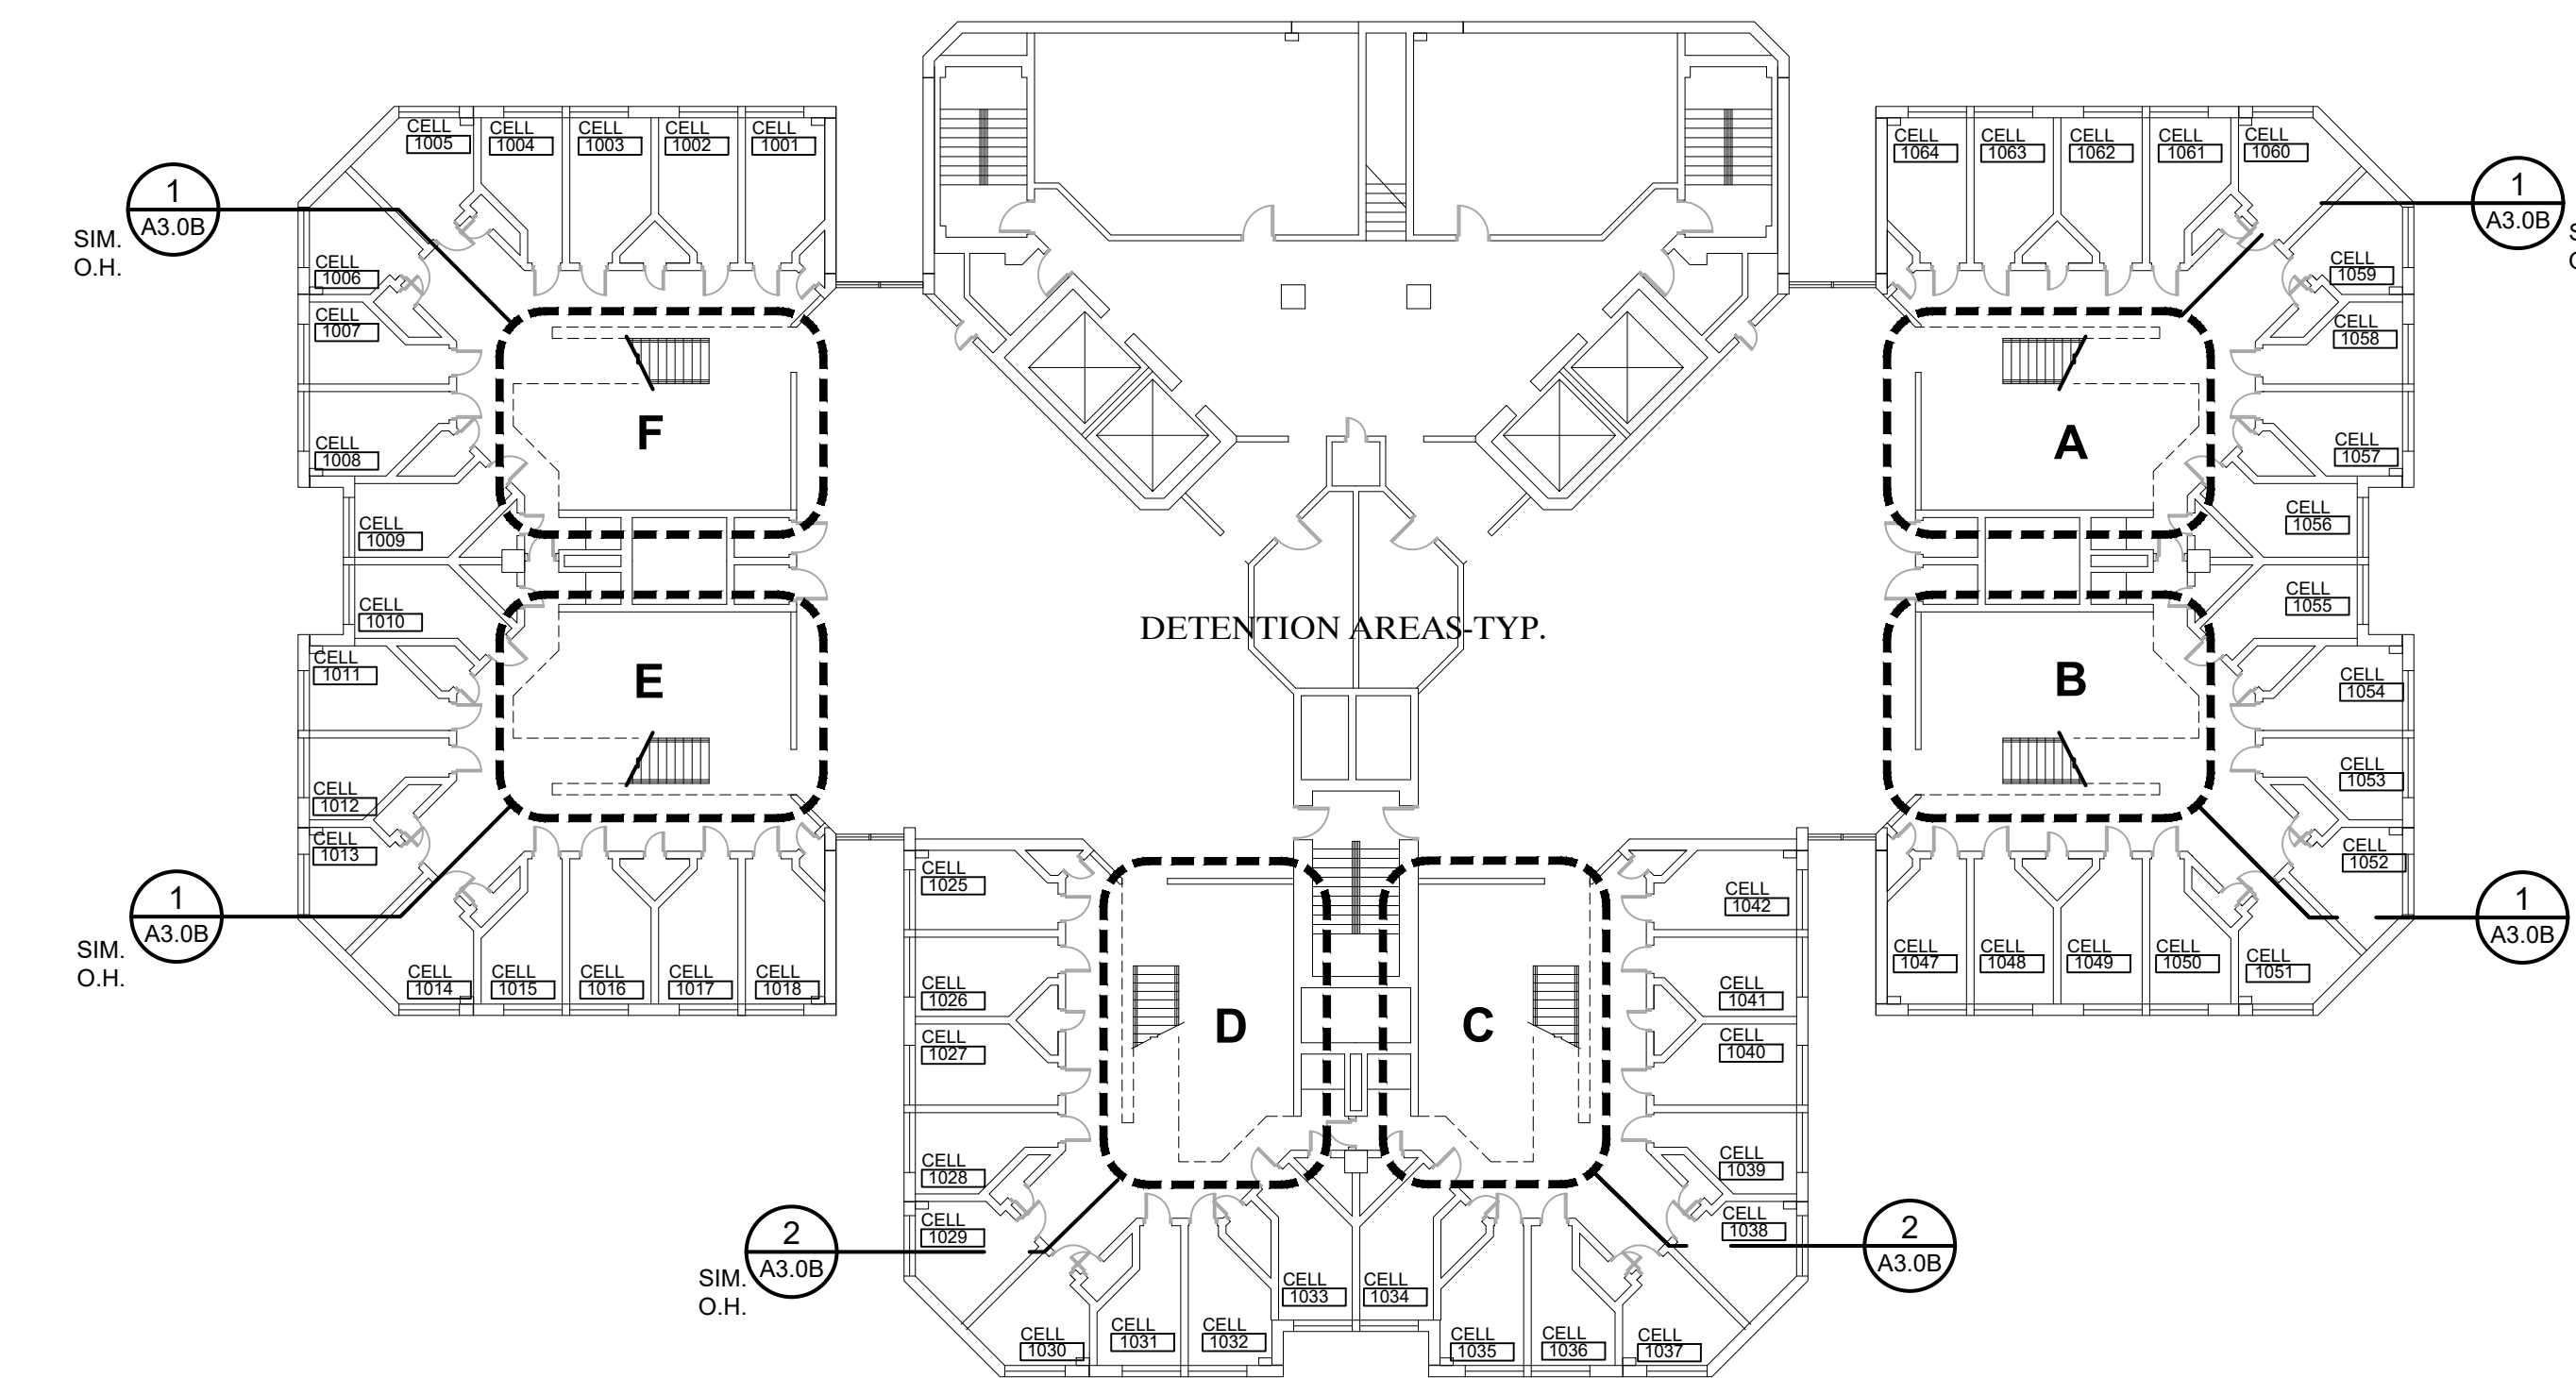 CELL
1005
CELL
1004
CELL
1003
CELL
1002
CELL
1001
CELL
1064
CELL
1063
CELL
1062
CELL
1061
CELL
1060
1
A3.0B
SIM.
O.H.
1
A3.0B
CELL
1006
CELL
1007
CELL
1008
CELL
1009
CELL
1010
CELL
1011
CELL
1012
CELL
1013
F
E
CELL
1059
CELL
1058
CELL
1057
CELL
1056
CELL
1055
CELL
1054
CELL
1053
CELL
1052
A
B
DETENTION AREAS-TYP.
1
A3.0B
SIM.
O.H.
1
A3.0B
CELL
1014
CELL
1015
CELL
1016
CELL
1017
CELL
1018
CELL
1047
CELL
1048
CELL
1049
CELL
1050
CELL
1051
CELL
1025
CELL
1026
CELL
1027
CELL
1028
CELL
1029
D
C
CELL
1042
CELL
1041
CELL
1040
CELL
1039
CELL
1038
2
A3.0B
SIM.
O.H.
2
A3.0B
CELL
1030
CELL
1031
CELL
1032
CELL
1033
CELL
1034
CELL
1035
CELL
1036
CELL
1037